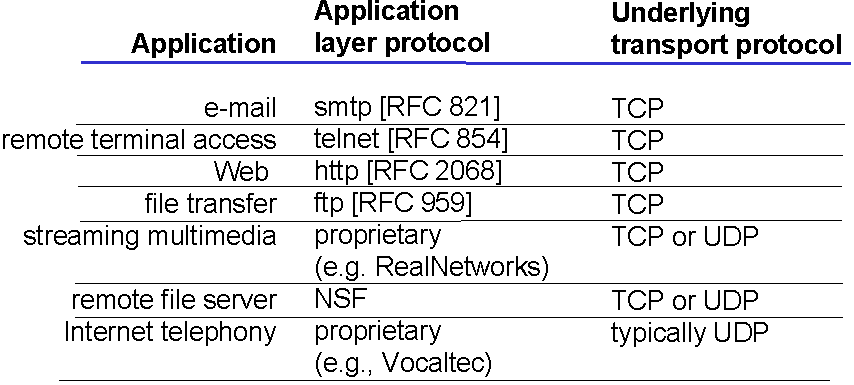 Application Application layer protocol Underlying transport protocol
e-mail smtp [RFC 821] TCP
remote terminal access telnet [RFC 854] TCP
Web http [RFC 2068] TCP
file transfer ftp [RFC 959] TCP
streaming multimedia proprietary TCP or UDP
(e.g. RealNetworks)
remote file server NSF TCP or UDP
Internet telephony proprietary typically UDP
(e.g., Vocaltec)